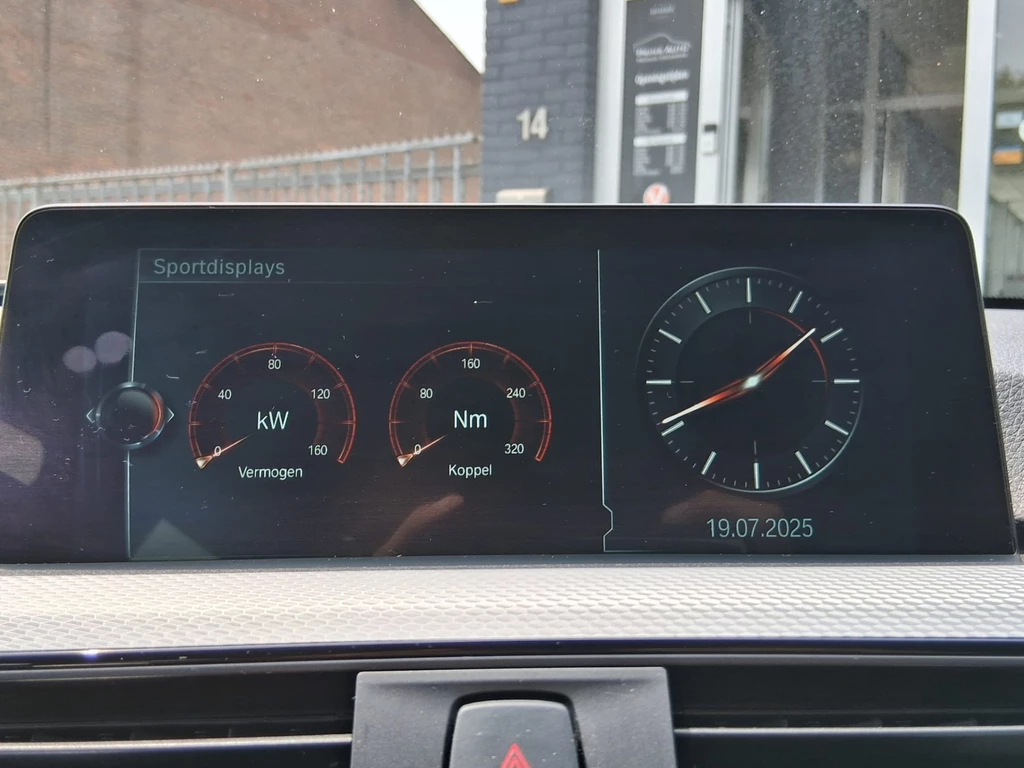 14
Openingstijden
Sportdisplays
80
40
120
kW
0
160
Vermogen
160
80
240
Nm
0
320
Koppel
19.07.2025